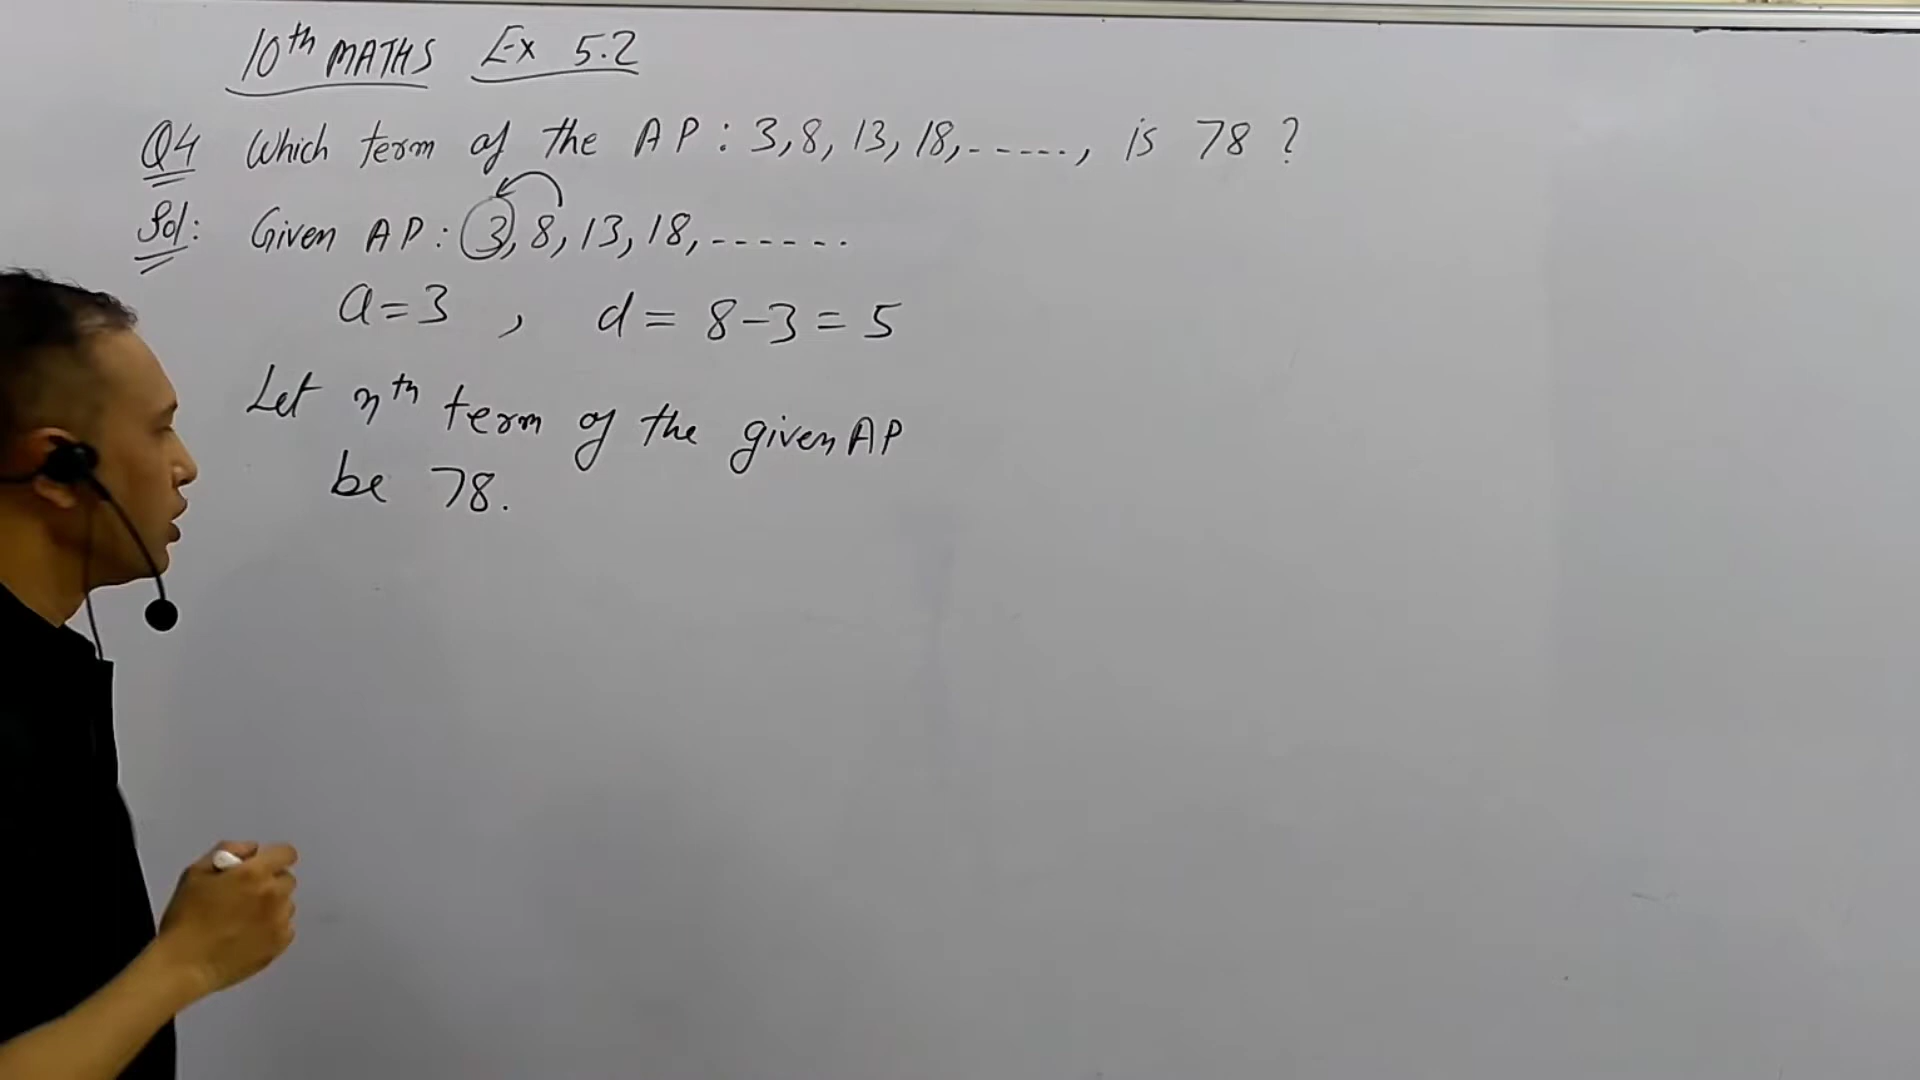 10th MATHS Ex 5.2
Q4 Which term of the AP : 3, 8, 13, 18, ......, is 78 ?
Sol: Given AP : 3, 8, 13, 18, .......
a = 3 , d = 8 - 3 = 5
Let nth term of the given AP
be 78.